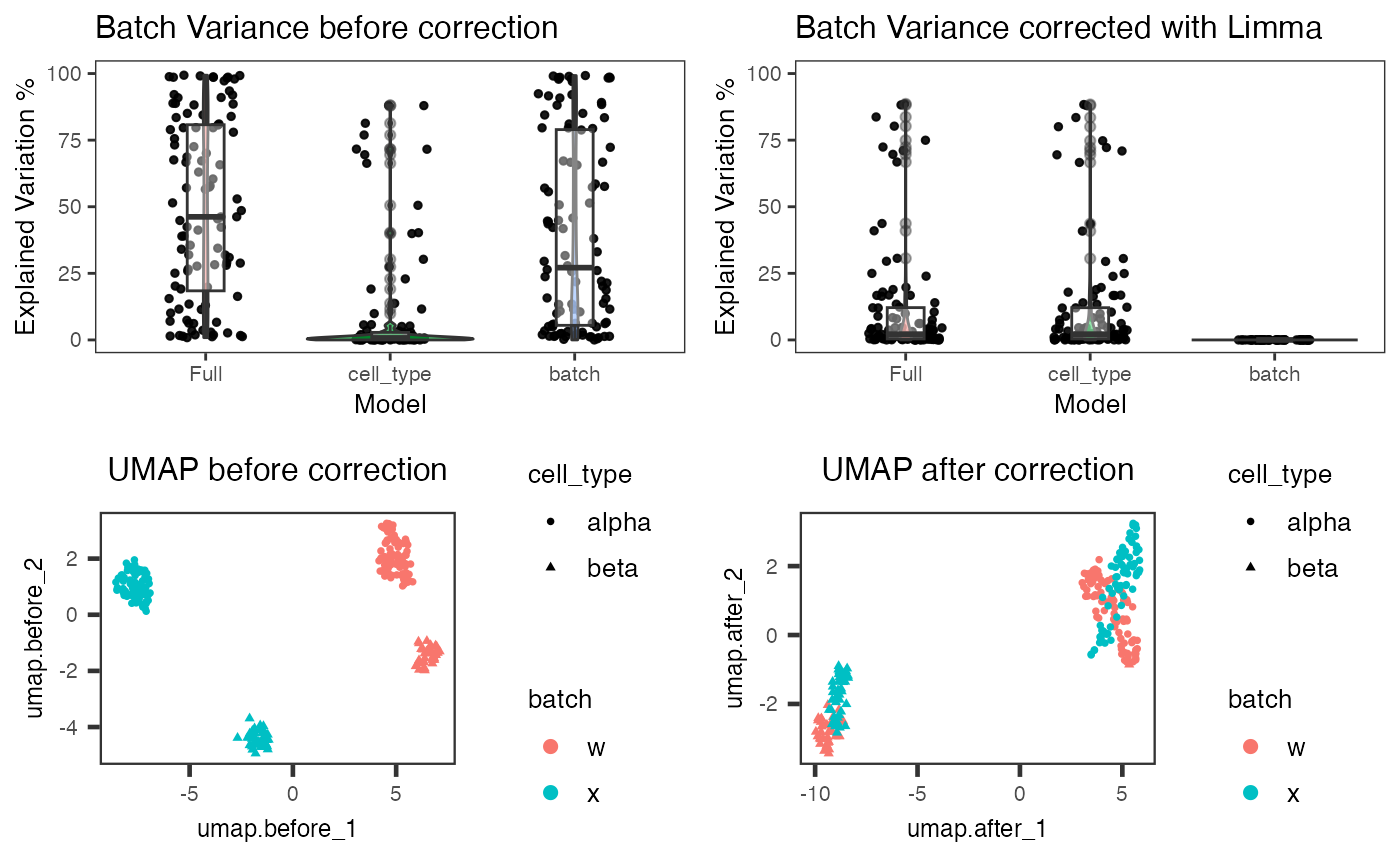 Batch Variance before correction
Explained Variation %
100
75
50
25
0
Full cell_type batch
Model
Batch Variance corrected with Limma
Explained Variation %
100
75
50
25
0
Full cell_type batch
Model
UMAP before correction
umap.before_2
2
0
-2
-4
-5 0 5
umap.before_1
cell_type
alpha
beta
batch
w
x
UMAP after correction
umap.after_2
2
0
-2
-10 -5 0 5
umap.after_1
cell_type
alpha
beta
batch
w
x